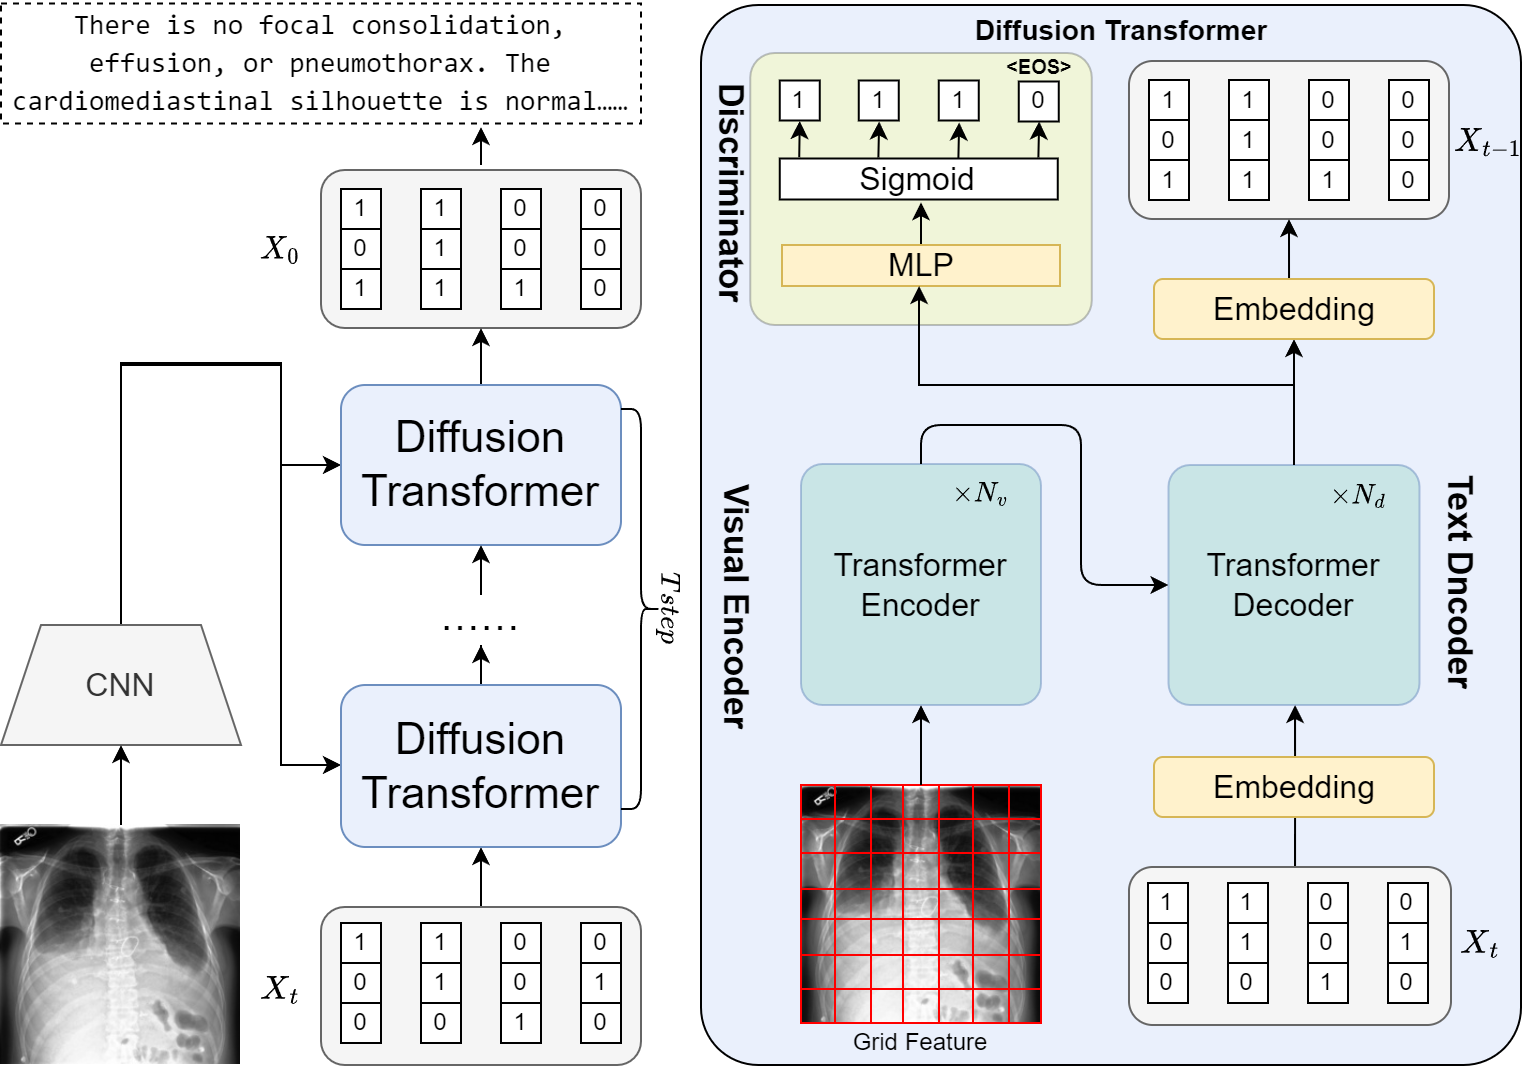 There is no focal consolidation,
effusion, or pneumothorax. The
cardiomediastinal silhouette is normal……
X_0
1 1 0 0
0 1 0 0
1 1 1 0
Diffusion
Transformer
……
Tstep
Diffusion
Transformer
CNN
X_t
1 1 0 0
0 1 0 1
0 0 1 0
Diffusion Transformer
Discriminator
<EOS>
1 1 1 0
Sigmoid
MLP
1 1 0 0
0 1 0 0
1 1 1 0
X_{t−1}
Embedding
Visual Encoder
×N_v
Transformer
Encoder
×N_d
Transformer
Decoder
Text Dncoder
Embedding
Grid Feature
1 1 0 0
0 1 0 1
0 0 1 0
X_t